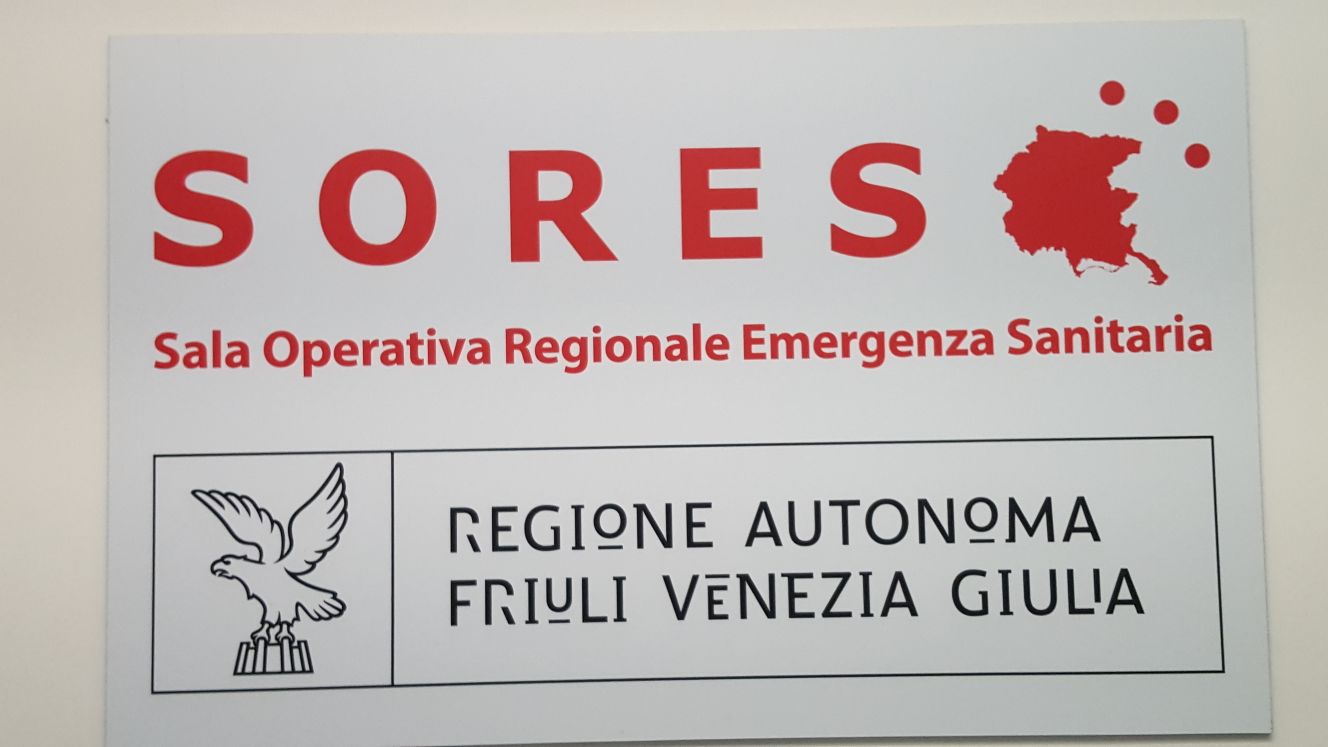 SORES
Sala Operativa Regionale Emergenza Sanitaria
REGIONE AUTONOMA
FRIULI VENEZIA GIULIA